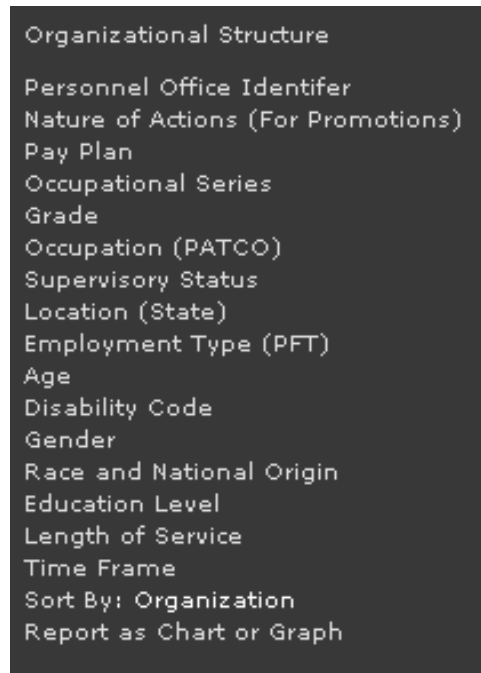 Organizational Structure
Personnel Office Identifer
Nature of Actions (For Promotions)
Pay Plan
Occupational Series
Grade
Occupation (PATCO)
Supervisory Status
Location (State)
Employment Type (PFT)
Age
Disability Code
Gender
Race and National Origin
Education Level
Length of Service
Time Frame
Sort By: Organization
Report as Chart or Graph